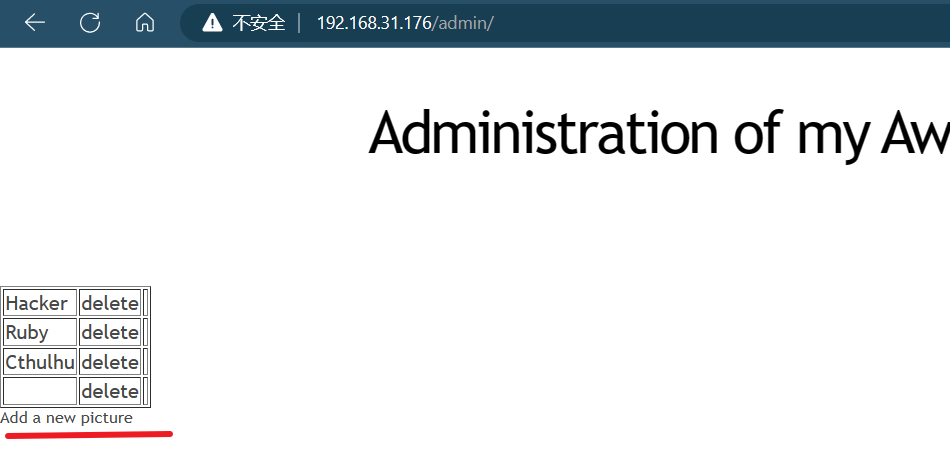 不安全 | 192.168.31.176/admin/
Administration of my Aw
Hacker delete
Ruby delete
Cthulhu delete
delete
Add a new picture